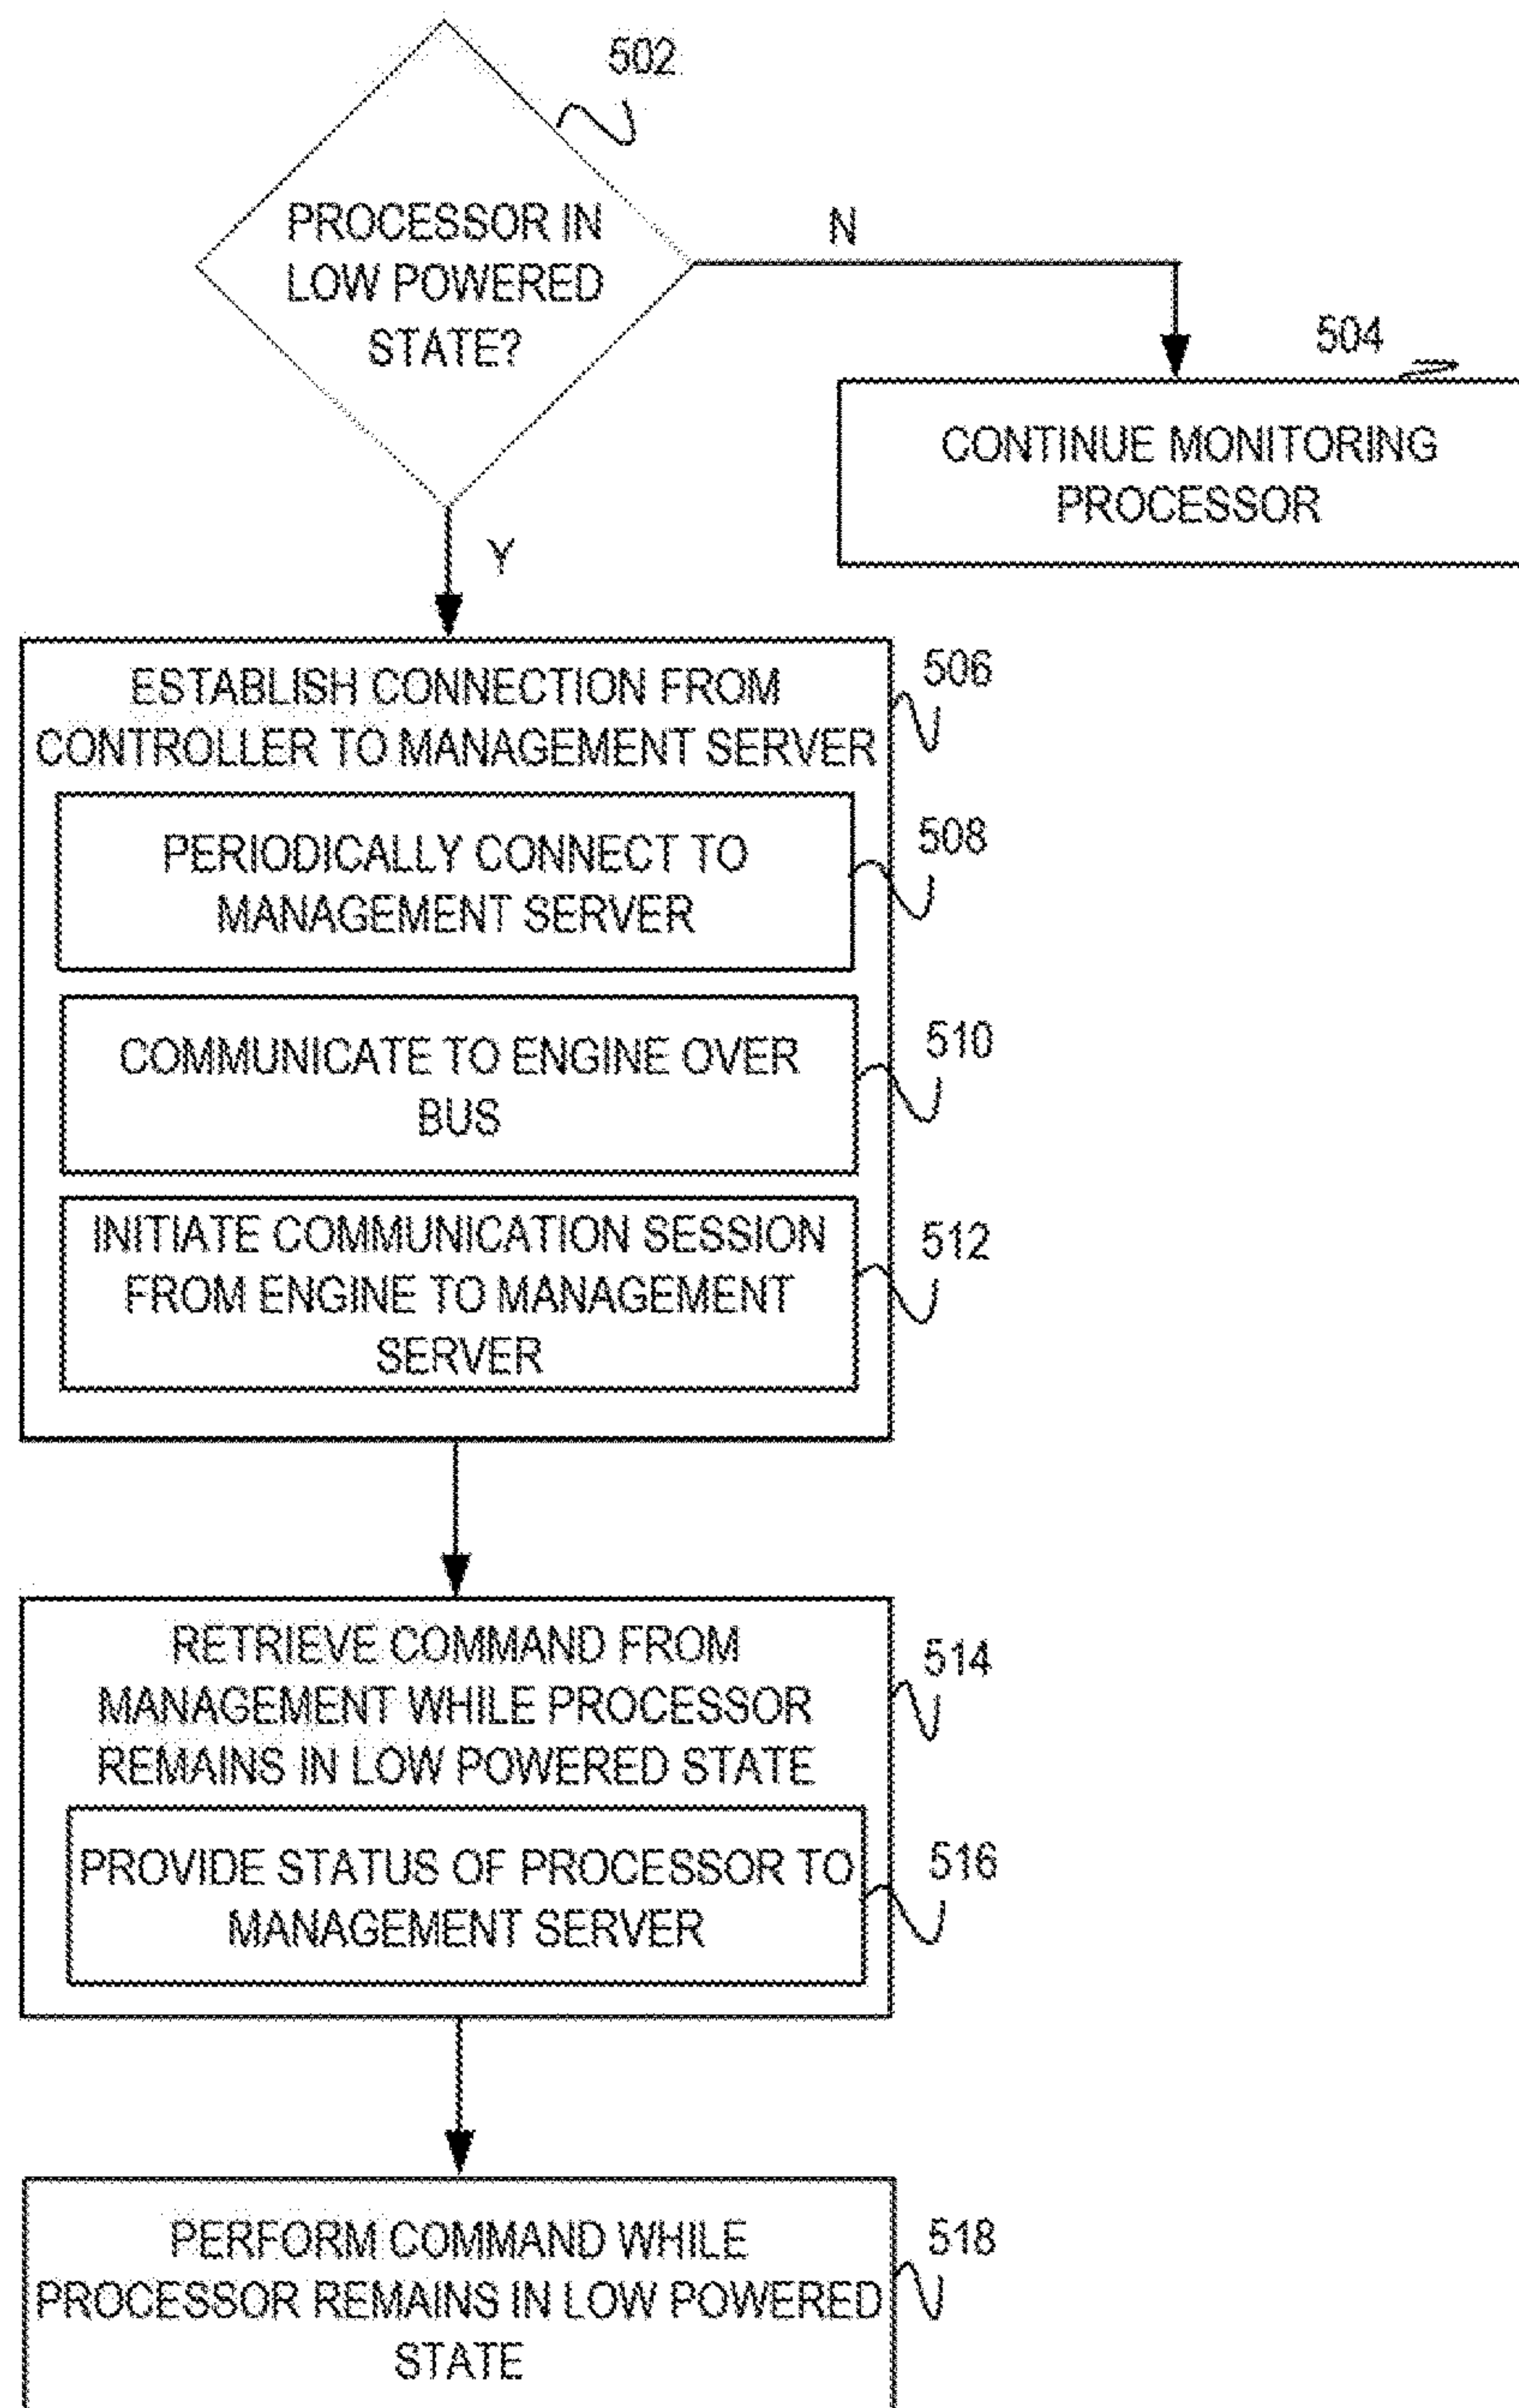 502
PROCESSOR IN
LOW POWERED
STATE?
N
504
CONTINUE MONITORING
PROCESSOR
Y
ESTABLISH CONNECTION FROM
CONTROLLER TO MANAGEMENT SERVER
506
PERIODICALLY CONNECT TO
MANAGEMENT SERVER
508
COMMUNICATE TO ENGINE OVER
BUS
510
INITIATE COMMUNICATION SESSION
FROM ENGINE TO MANAGEMENT
SERVER
512
RETRIEVE COMMAND FROM
MANAGEMENT WHILE PROCESSOR
REMAINS IN LOW POWERED STATE
514
PROVIDE STATUS OF PROCESSOR TO
MANAGEMENT SERVER
516
PERFORM COMMAND WHILE
PROCESSOR REMAINS IN LOW POWERED
STATE
518